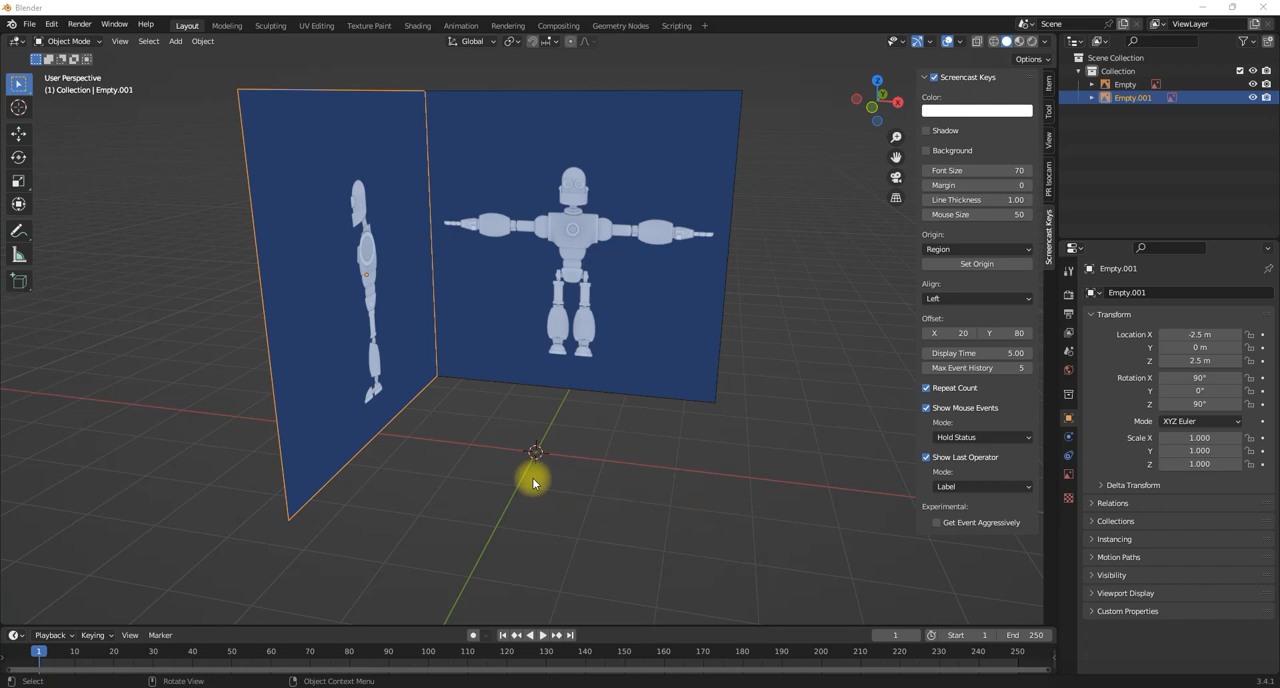 Blender
File Edit Render Window Help Layout Modeling Sculpting UV Editing Texture Paint Shading Animation Rendering Compositing Geometry Nodes Scripting + Scene ViewLayer
Object Mode View Select Add Object Global
Options
User Perspective
(1) Collection | Empty.001
Z
Y
X
Screencast Keys
Color:
Shadow
Background
Font Size 70
Margin 0
Line Thickness 1.00
Mouse Size 50
Origin:
Region
Set Origin
Align:
Left
Offset:
X 20 Y 80
Display Time 5.00
Max Event History 5
Repeat Count
Show Mouse Events
Mode:
Hold Status
Show Last Operator
Mode:
Label
Experimental:
Get Event Aggressively
Item
Tool
View
PR Isocam
Screencast Keys
Scene Collection
Collection
Empty
Empty.001
Empty.001
Empty.001
Transform
Location X -2.5 m
Y 0 m
Z 2.5 m
Rotation X 90°
Y 0°
Z 90°
Mode XYZ Euler
Scale X 1.000
Y 1.000
Z 1.000
Delta Transform
Relations
Collections
Instancing
Motion Paths
Visibility
Viewport Display
Custom Properties
Playback Keying View Marker 1 Start 1 End 250
1 10 20 30 40 50 60 70 80 90 100 110 120 130 140 150 160 170 180 190 200 210 220 230 240 250
Select Rotate View Object Context Menu 3.4.1